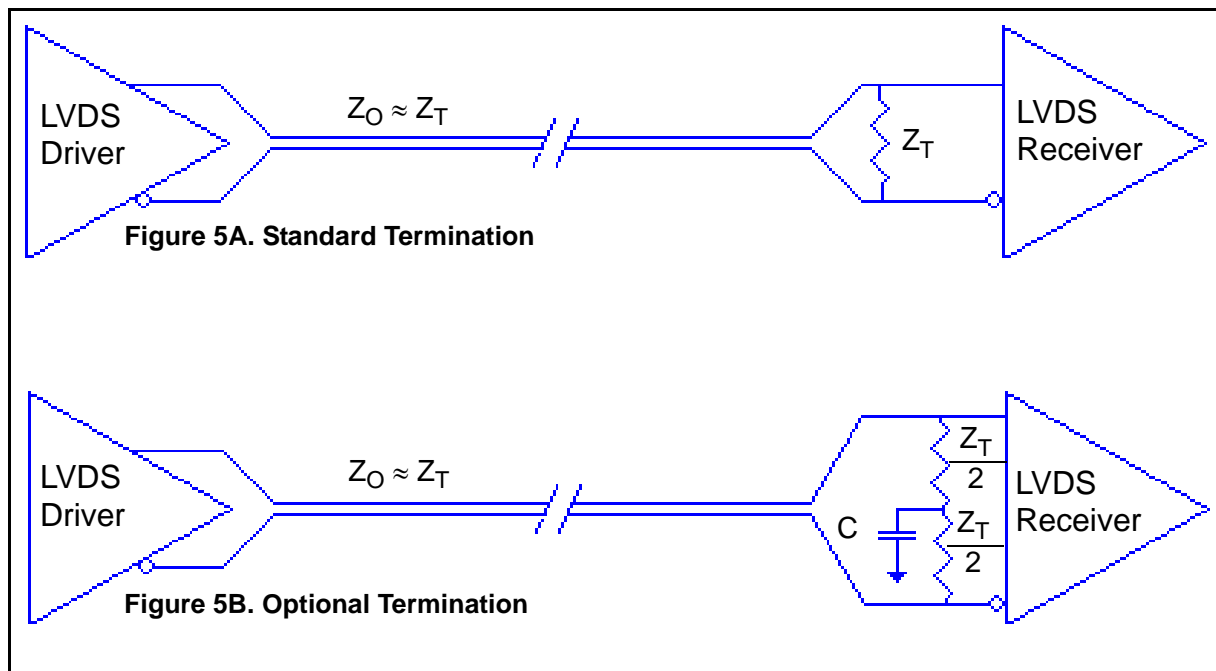 LVDS
Driver
Z_O ≈ Z_T
Z_T
LVDS
Receiver
Figure 5A. Standard Termination
LVDS
Driver
Z_O ≈ Z_T
C
Z_T
2
Z_T
2
LVDS
Receiver
Figure 5B. Optional Termination